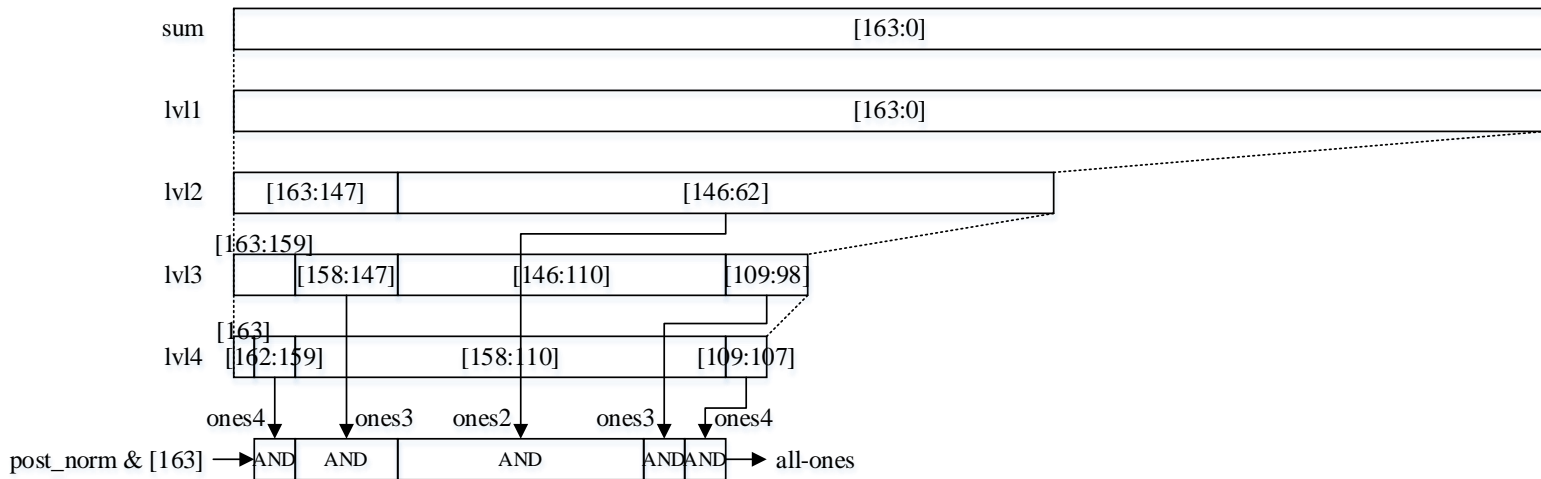 sum [163:0]
lvl1 [163:0]
lvl2 [163:147] [146:62]
[163:159]
lvl3 [158:147] [146:110] [109:98]
[163]
lvl4 [162:159] [158:110] [109:107]
ones4 ones3 ones2 ones3 ones4
post_norm & [163] AND AND AND AND AND all-ones